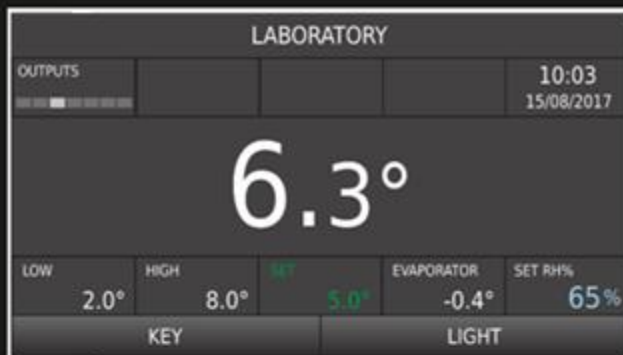 LABORATORY
OUTPUTS
10:03
15/08/2017
6.3°
LOW HIGH SET EVAPORATOR SET RH%
2.0° 8.0° 5.0° -0.4° 65%
KEY LIGHT